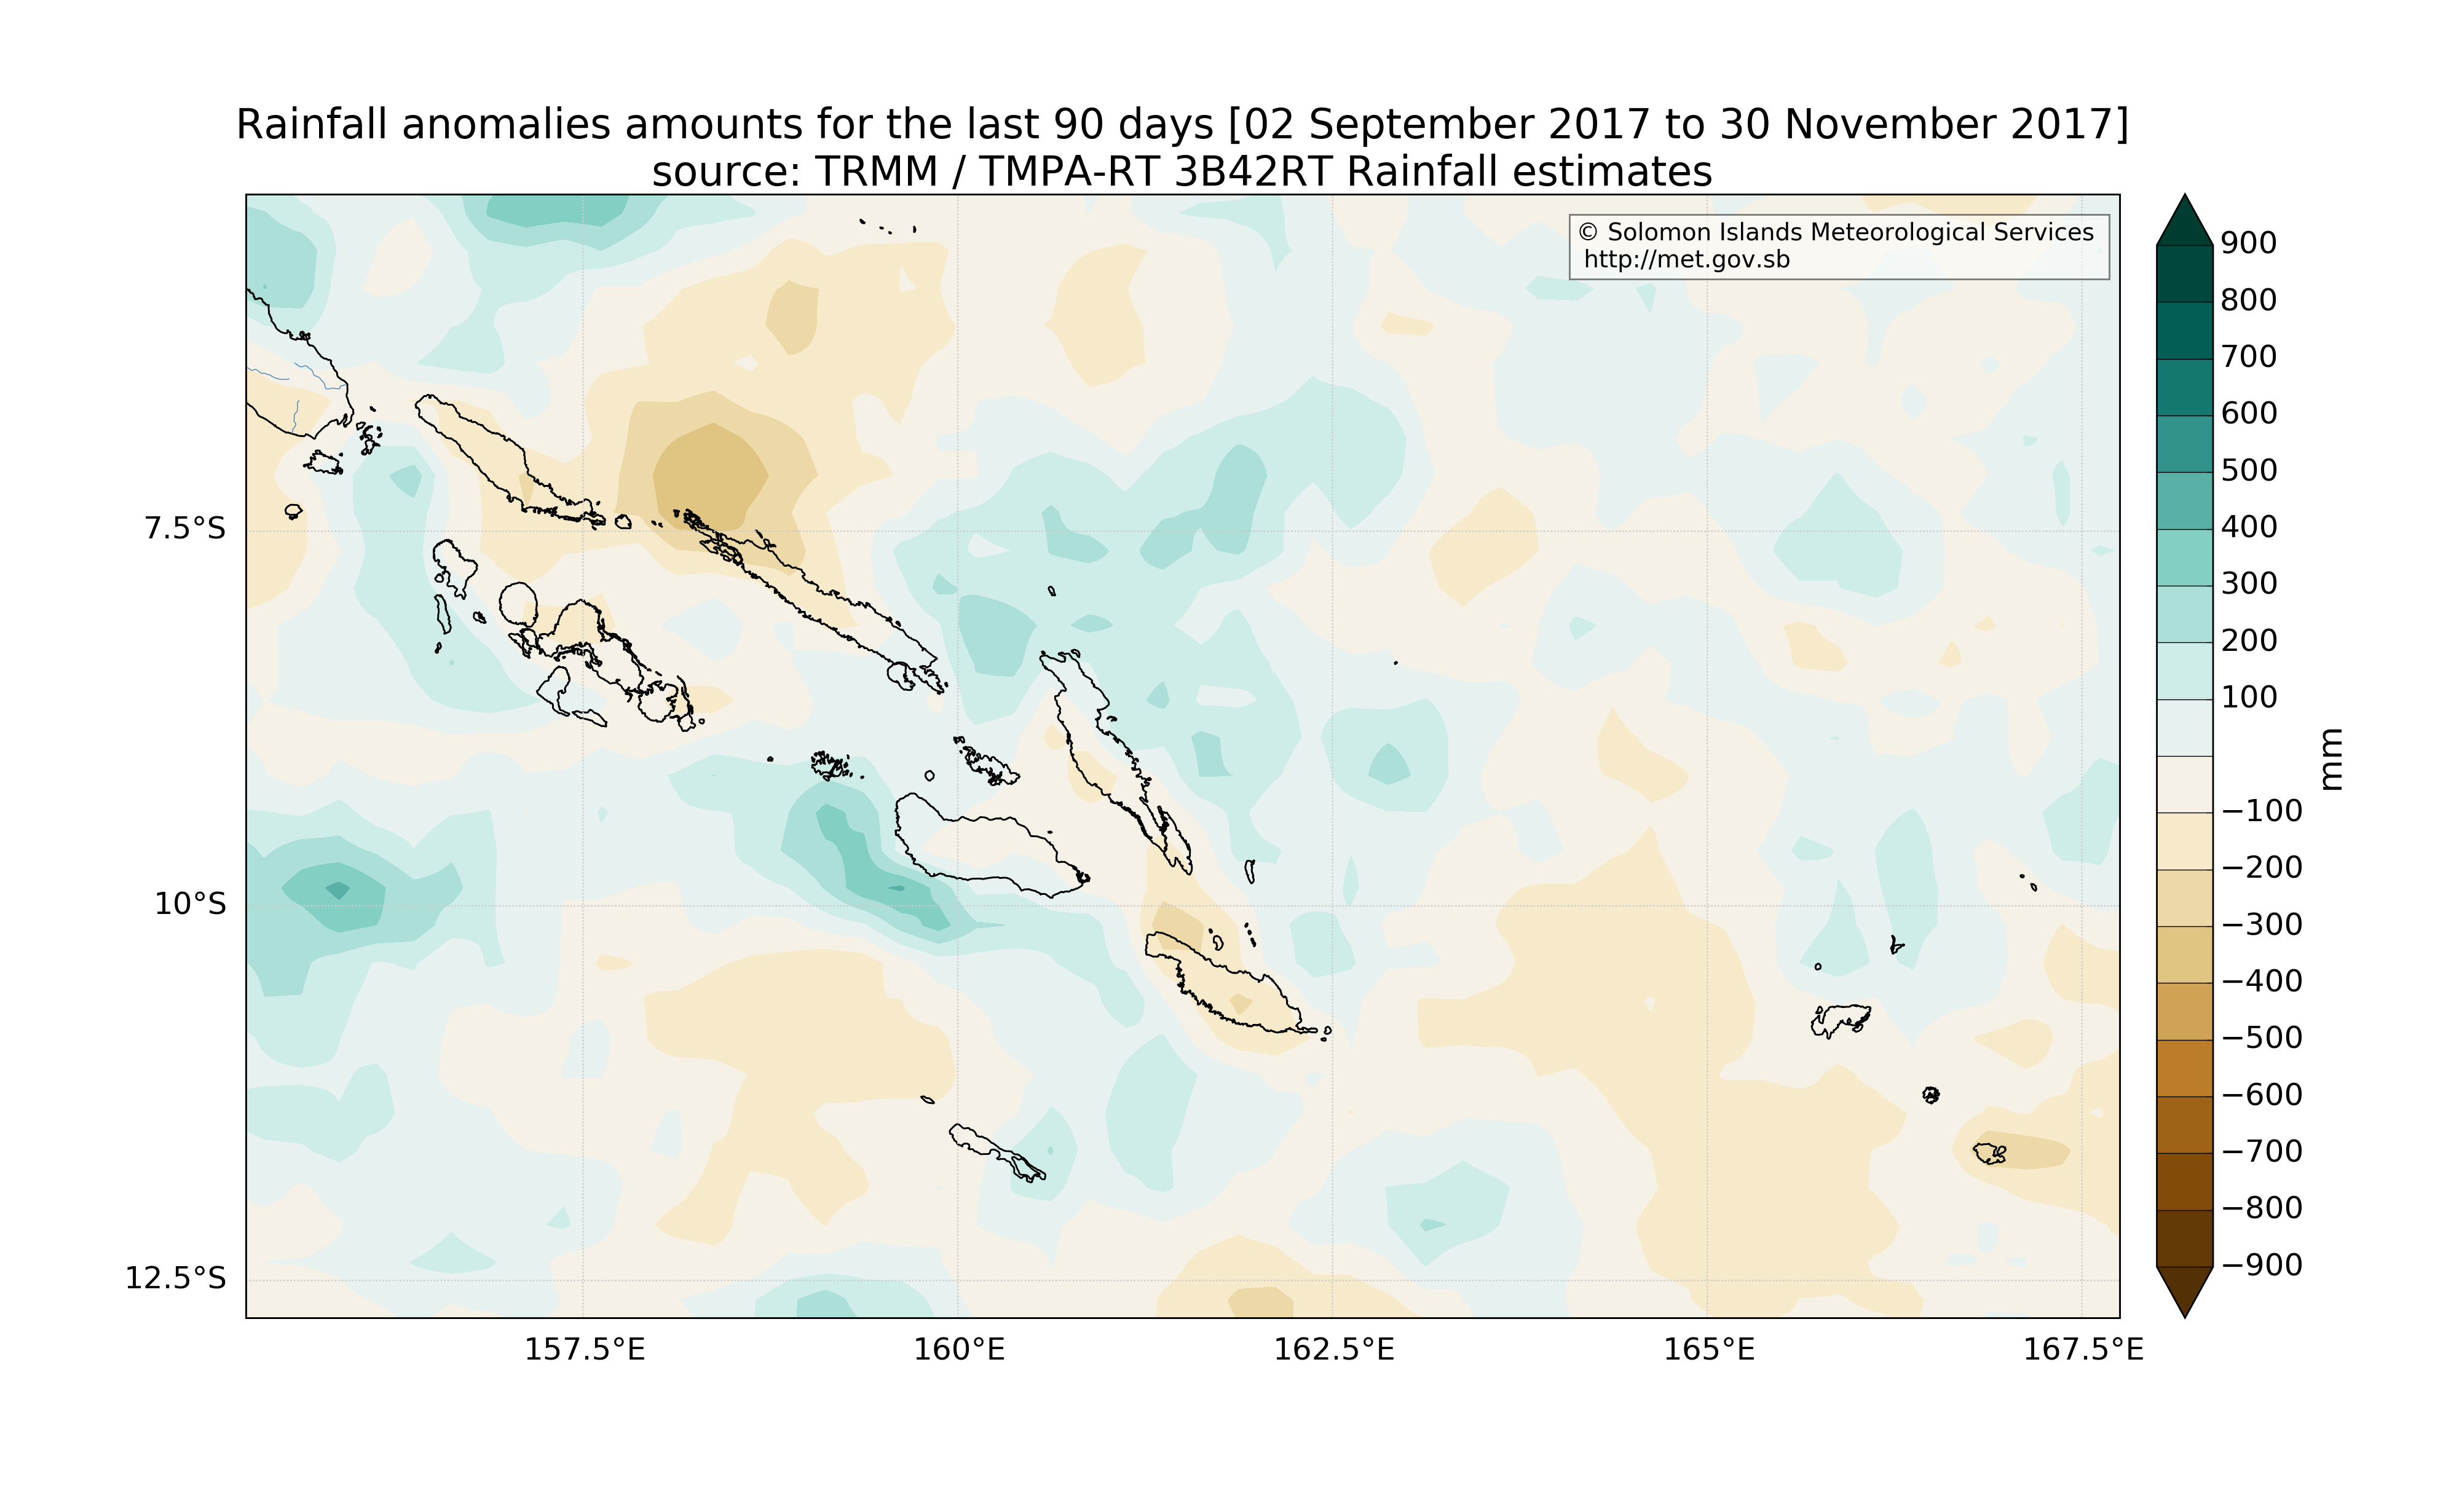 Rainfall anomalies amounts for the last 90 days [02 September 2017 to 30 November 2017]
source: TRMM / TMPA-RT 3B42RT Rainfall estimates
© Solomon Islands Meteorological Services
http://met.gov.sb
7.5°S
10°S
12.5°S
157.5°E
160°E
162.5°E
165°E
167.5°E
900
800
700
600
500
400
300
200
100
−100
−200
−300
−400
−500
−600
−700
−800
−900
mm